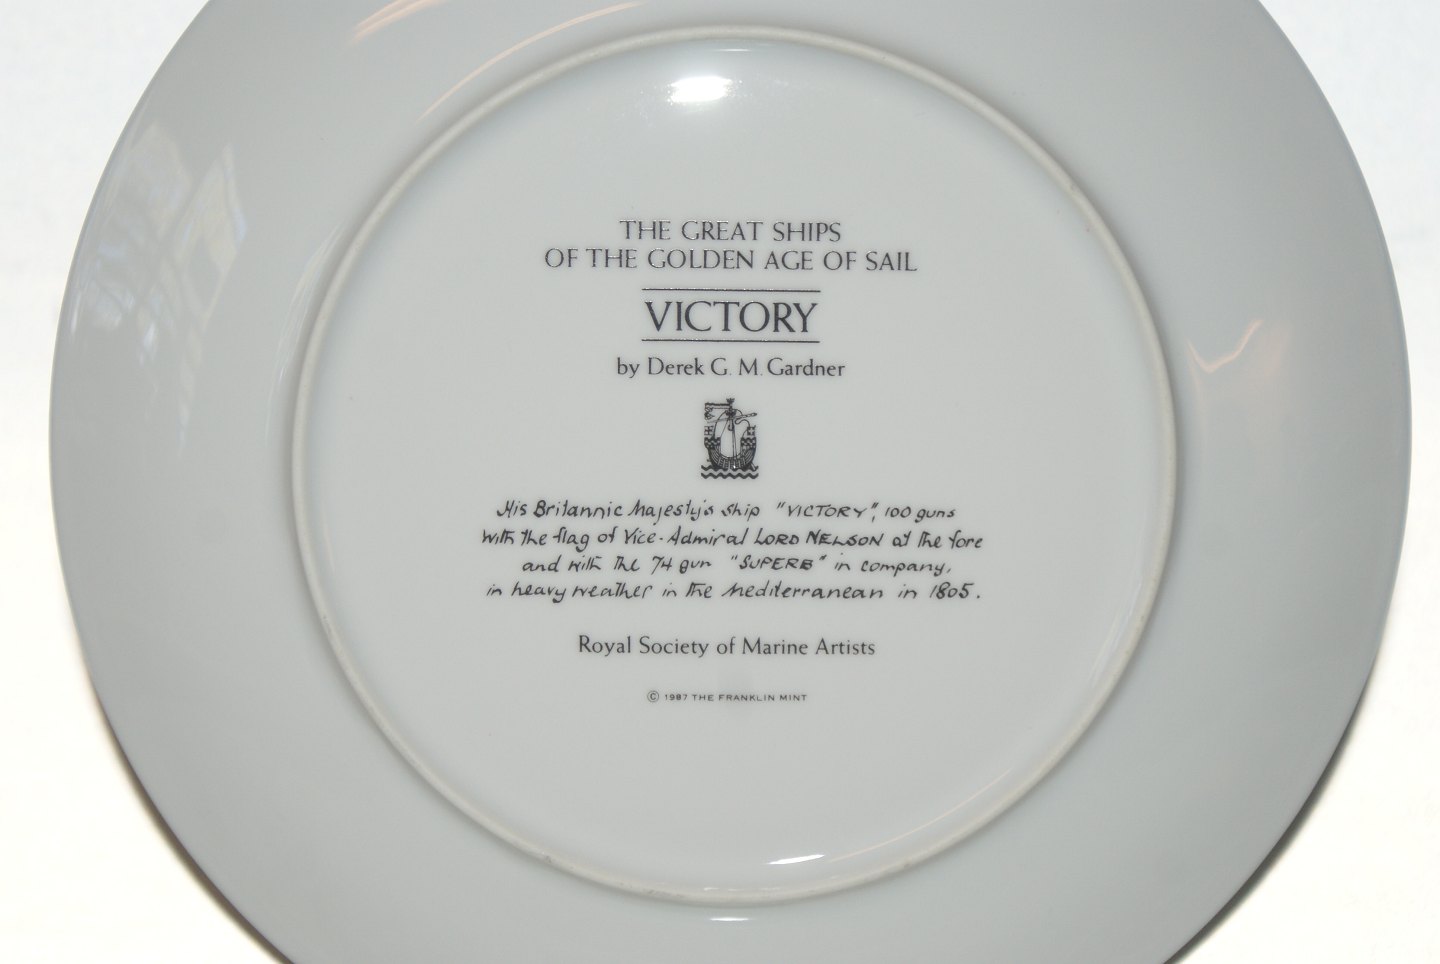 THE GREAT SHIPS
OF THE GOLDEN AGE OF SAIL
VICTORY
by Derek G. M. Gardner
His Britannic Majesty's ship "VICTORY", 100 guns
with the flag of Vice-Admiral LORD NELSON at the fore
and with the 74 gun "SUPERB" in company,
in heavy weather in the Mediterranean in 1805.
Royal Society of Marine Artists
© 1987 THE FRANKLIN MINT